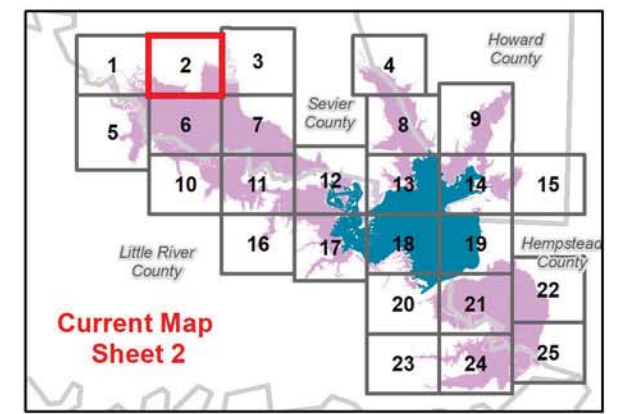 1
2
3
4
Howard
County
5
6
7
Sevier
County
8
9
10
11
12
13
14
15
Little River
County
16
17
18
19
Hempstead
County
20
21
22
Current Map
Sheet 2
23
24
25